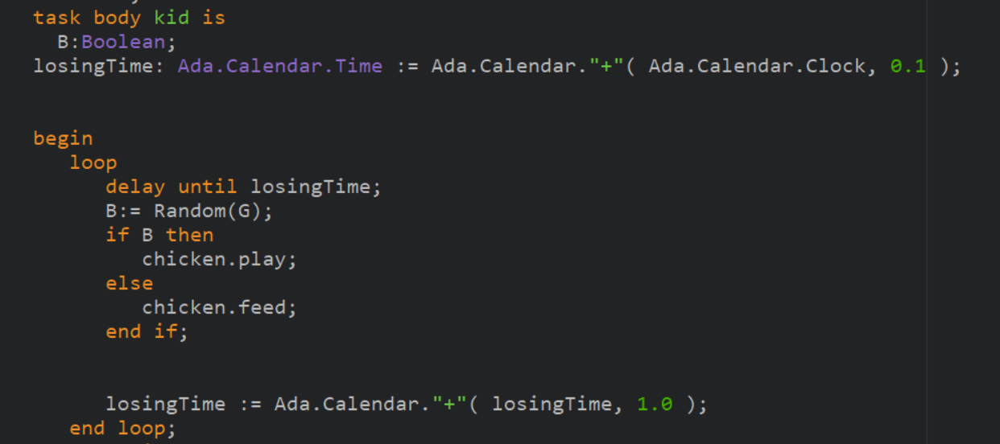 task body kid is
B:Boolean;
losingTime: Ada.Calendar.Time := Ada.Calendar."+"( Ada.Calendar.Clock, 0.1 );
begin
loop
delay until losingTime;
B:= Random(G);
if B then
chicken.play;
else
chicken.feed;
end if;
losingTime := Ada.Calendar."+"( losingTime, 1.0 );
end loop;